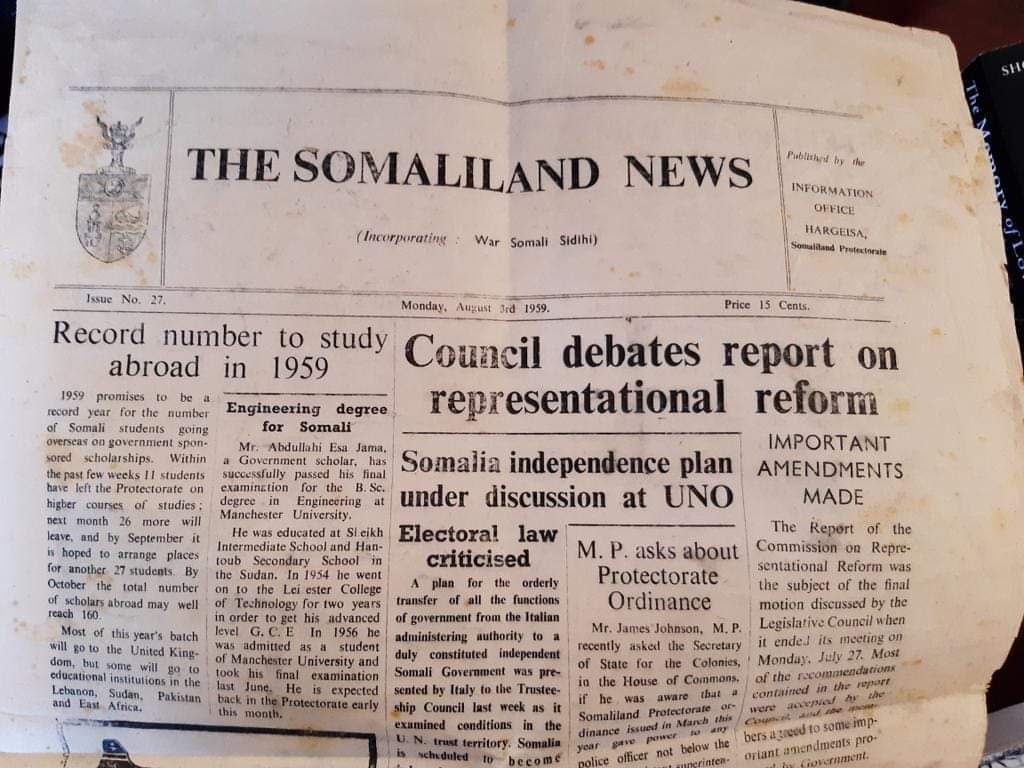 THE SOMALILAND NEWS
(Incorporating : War Somali Sidihi)
Published by the
INFORMATION
OFFICE
HARGEISA,
Somaliland Protectorate
Issue No. 27.
Monday, August 3rd 1959.
Price 15 Cents.
Record number to study
abroad in 1959
1959 promises to be a
record year for the number
of Somali students going
overseas on government spon-
sored scholarships. Within
the past few weeks 11 students
have left the Protectorate on
higher courses of studies ;
next month 26 more will
leave, and by September it
is hoped to arrange places
for another 27 students. By
October the total number
of scholars abroad may well
reach 160.
Most of this year's batch
will go to the United King-
dom, but some will go to
educational institutions in the
Lebanon, Sudan, Pakistan
and East Africa.
Engineering degree
for Somali
Mr. Abdullahi Esa Jama,
a Government scholar, has
successfully passed his final
examination for the B. Sc.
degree in Engineering at
Manchester University.
He was educated at Sheikh
Intermediate School and Han-
toub Secondary School in
the Sudan. In 1954 he went
on to the Leicester College
of Technology for two years
in order to get his advanced
level G. C. E In 1956 he
was admitted as a student
of Manchester University and
took his final examination
last June. He is expected
back in the Protectorate early
this month.
Council debates report on
representational reform
Somalia independence plan
under discussion at UNO
Electoral law
criticised
A plan for the orderly
transfer of all the functions
of government from the Italian
administering authority to a
duly constituted independent
Somali Government was pre-
sented by Italy to the Trustee-
ship Council last week as it
examined conditions in the
U. N. trust territory. Somalia
is scheduled to become
M. P. asks about
Protectorate
Ordinance
Mr. James Johnson, M. P.
recently asked the Secretary
of State for the Colonies,
in the House of Commons,
if he was aware that a
Somaliland Protectorate or-
dinance issued in March this
year gave power to any
police officer not below the
IMPORTANT
AMENDMENTS
MADE
The Report of the
Commission on Repre-
sentational Reform was
the subject of the final
motion discussed by the
Legislative Council when
it ended its meeting on
Monday, July 27. Most
of the recommendations
contained in the report
were accepted by the
Council, and the mem-
bers agreed to some imp-
ortant amendments pro-
by Government.
SHO
The Memory of Lo